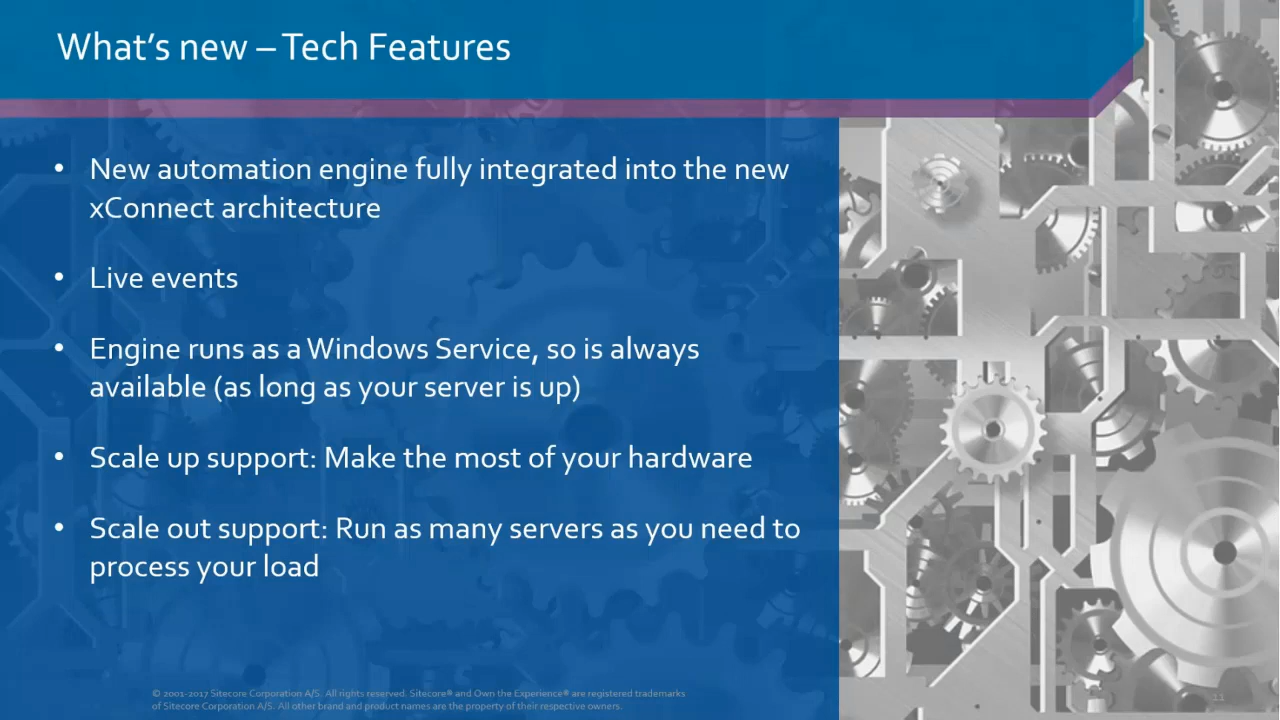 What's new – Tech Features
• New automation engine fully integrated into the new
xConnect architecture
• Live events
• Engine runs as a Windows Service, so is always
available (as long as your server is up)
• Scale up support: Make the most of your hardware
• Scale out support: Run as many servers as you need to
process your load
© 2001-2017 Sitecore Corporation A/S. All rights reserved. Sitecore® and Own the Experience® are registered trademarks
of Sitecore Corporation A/S. All other brand and product names are the property of their respective owners.
11